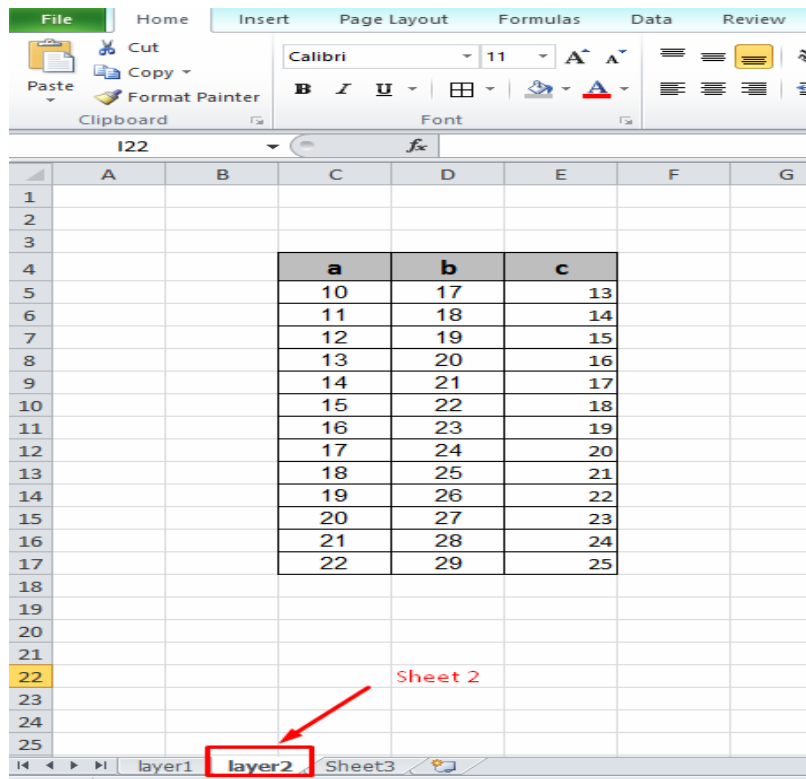 File Home Insert Page Layout Formulas Data Review
Cut
Copy
Paste
Format Painter
Calibri 11 A A
B I U A
Clipboard Font
I22 fx
A B C D E F G
1
2
3
4 a b c
5 10 17 13
6 11 18 14
7 12 19 15
8 13 20 16
9 14 21 17
10 15 22 18
11 16 23 19
12 17 24 20
13 18 25 21
14 19 26 22
15 20 27 23
16 21 28 24
17 22 29 25
18
19
20
21
22 Sheet 2
23
24
25
layer1 layer2 Sheet3